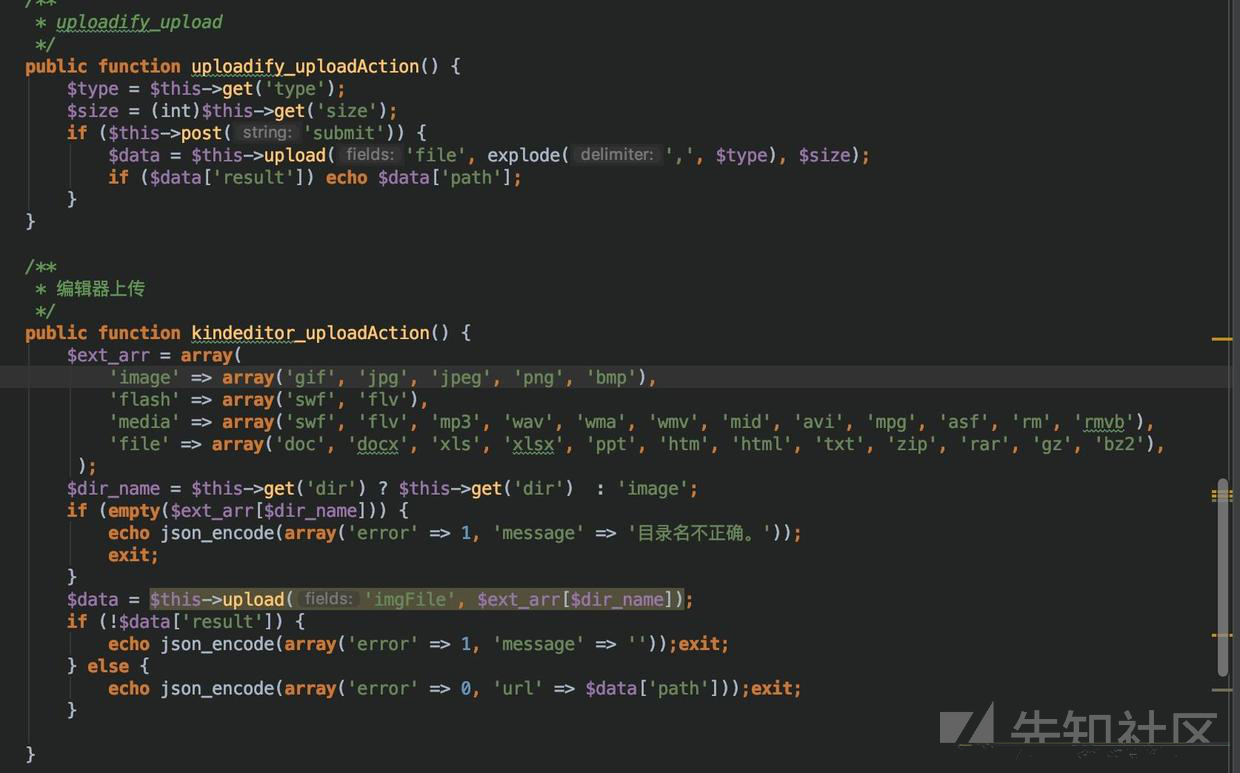 /**
 * uploadify_upload
 */
public function uploadify_uploadAction() {
    $type = $this->get('type');
    $size = (int)$this->get('size');
    if ($this->post( string: 'submit')) {
        $data = $this->upload( fields: 'file', explode( delimiter: ',', $type), $size);
        if ($data['result']) echo $data['path'];
    }
}

/**
 * 编辑器上传
 */
public function kindeditor_uploadAction() {
    $ext_arr = array(
        'image' => array('gif', 'jpg', 'jpeg', 'png', 'bmp'),
        'flash' => array('swf', 'flv'),
        'media' => array('swf', 'flv', 'mp3', 'wav', 'wma', 'wmv', 'mid', 'avi', 'mpg', 'asf', 'rm', 'rmvb'),
        'file' => array('doc', 'docx', 'xls', 'xlsx', 'ppt', 'htm', 'html', 'txt', 'zip', 'rar', 'gz', 'bz2'),
     );
    $dir_name = $this->get('dir') ? $this->get('dir')  : 'image';
    if (empty($ext_arr[$dir_name])) {
        echo json_encode(array('error' => 1, 'message' => '目录名不正确。'));
        exit;
    }
    $data = $this->upload( fields: 'imgFile', $ext_arr[$dir_name]);
    if (!$data['result']) {
        echo json_encode(array('error' => 1, 'message' => ''));exit;
    } else {
        echo json_encode(array('error' => 0, 'url' => $data['path']));exit;
    }

}
先知社区